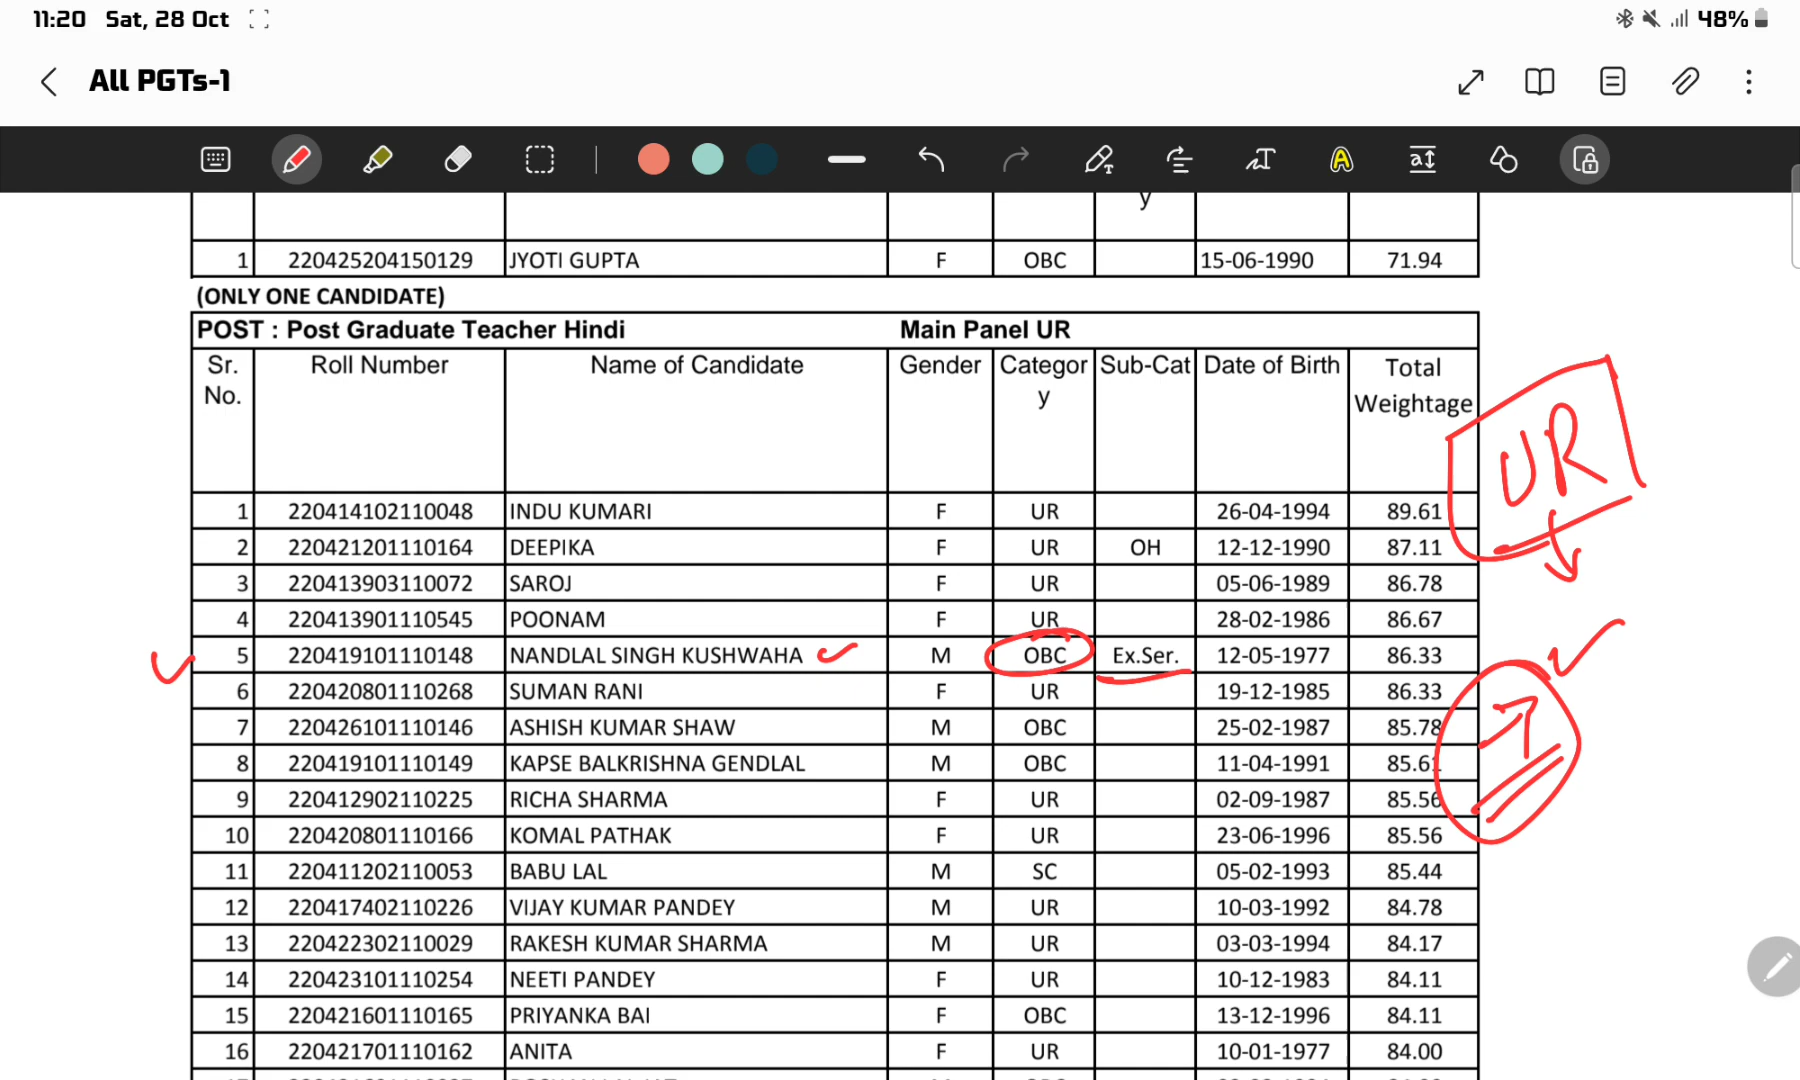 11:20 Sat, 28 Oct 48%
All PGTs-1
y
1 220425204150129 JYOTI GUPTA F OBC 15-06-1990 71.94
(ONLY ONE CANDIDATE)
POST : Post Graduate Teacher Hindi Main Panel UR
Sr. No. Roll Number Name of Candidate Gender Category Sub-Cat Date of Birth Total Weightage
UR
1 220414102110048 INDU KUMARI F UR 26-04-1994 89.61
2 220421201110164 DEEPIKA F UR OH 12-12-1990 87.11
3 220413903110072 SAROJ F UR 05-06-1989 86.78
4 220413901110545 POONAM F UR 28-02-1986 86.67
5 220419101110148 NANDLAL SINGH KUSHWAHA M OBC Ex.Ser. 12-05-1977 86.33
6 220420801110268 SUMAN RANI F UR 19-12-1985 86.33
7 220426101110146 ASHISH KUMAR SHAW M OBC 25-02-1987 85.78
8 220419101110149 KAPSE BALKRISHNA GENDLAL M OBC 11-04-1991 85.61
9 220412902110225 RICHA SHARMA F UR 02-09-1987 85.56
10 220420801110166 KOMAL PATHAK F UR 23-06-1996 85.56
11 220411202110053 BABU LAL M SC 05-02-1993 85.44
12 220417402110226 VIJAY KUMAR PANDEY M UR 10-03-1992 84.78
13 220422302110029 RAKESH KUMAR SHARMA M UR 03-03-1994 84.17
14 220423101110254 NEETI PANDEY F UR 10-12-1983 84.11
15 220421601110165 PRIYANKA BAI F OBC 13-12-1996 84.11
16 220421701110162 ANITA F UR 10-01-1977 84.00